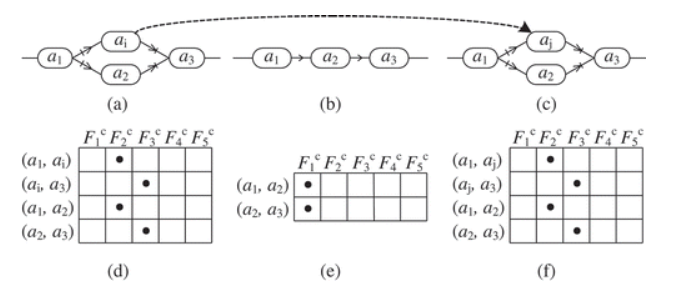 a₁ aᵢ a₂ a₃
a₁ a₂ a₃
a₁ aⱼ a₂ a₃
(a) (b) (c)
F₁ᶜ F₂ᶜ F₃ᶜ F₄ᶜ F₅ᶜ
(a₁, aᵢ)
(aᵢ, a₃)
(a₁, a₂)
(a₂, a₃)
(d)
F₁ᶜ F₂ᶜ F₃ᶜ F₄ᶜ F₅ᶜ
(a₁, a₂)
(a₂, a₃)
(e)
F₁ᶜ F₂ᶜ F₃ᶜ F₄ᶜ F₅ᶜ
(a₁, aⱼ)
(aⱼ, a₃)
(a₁, a₂)
(a₂, a₃)
(f)